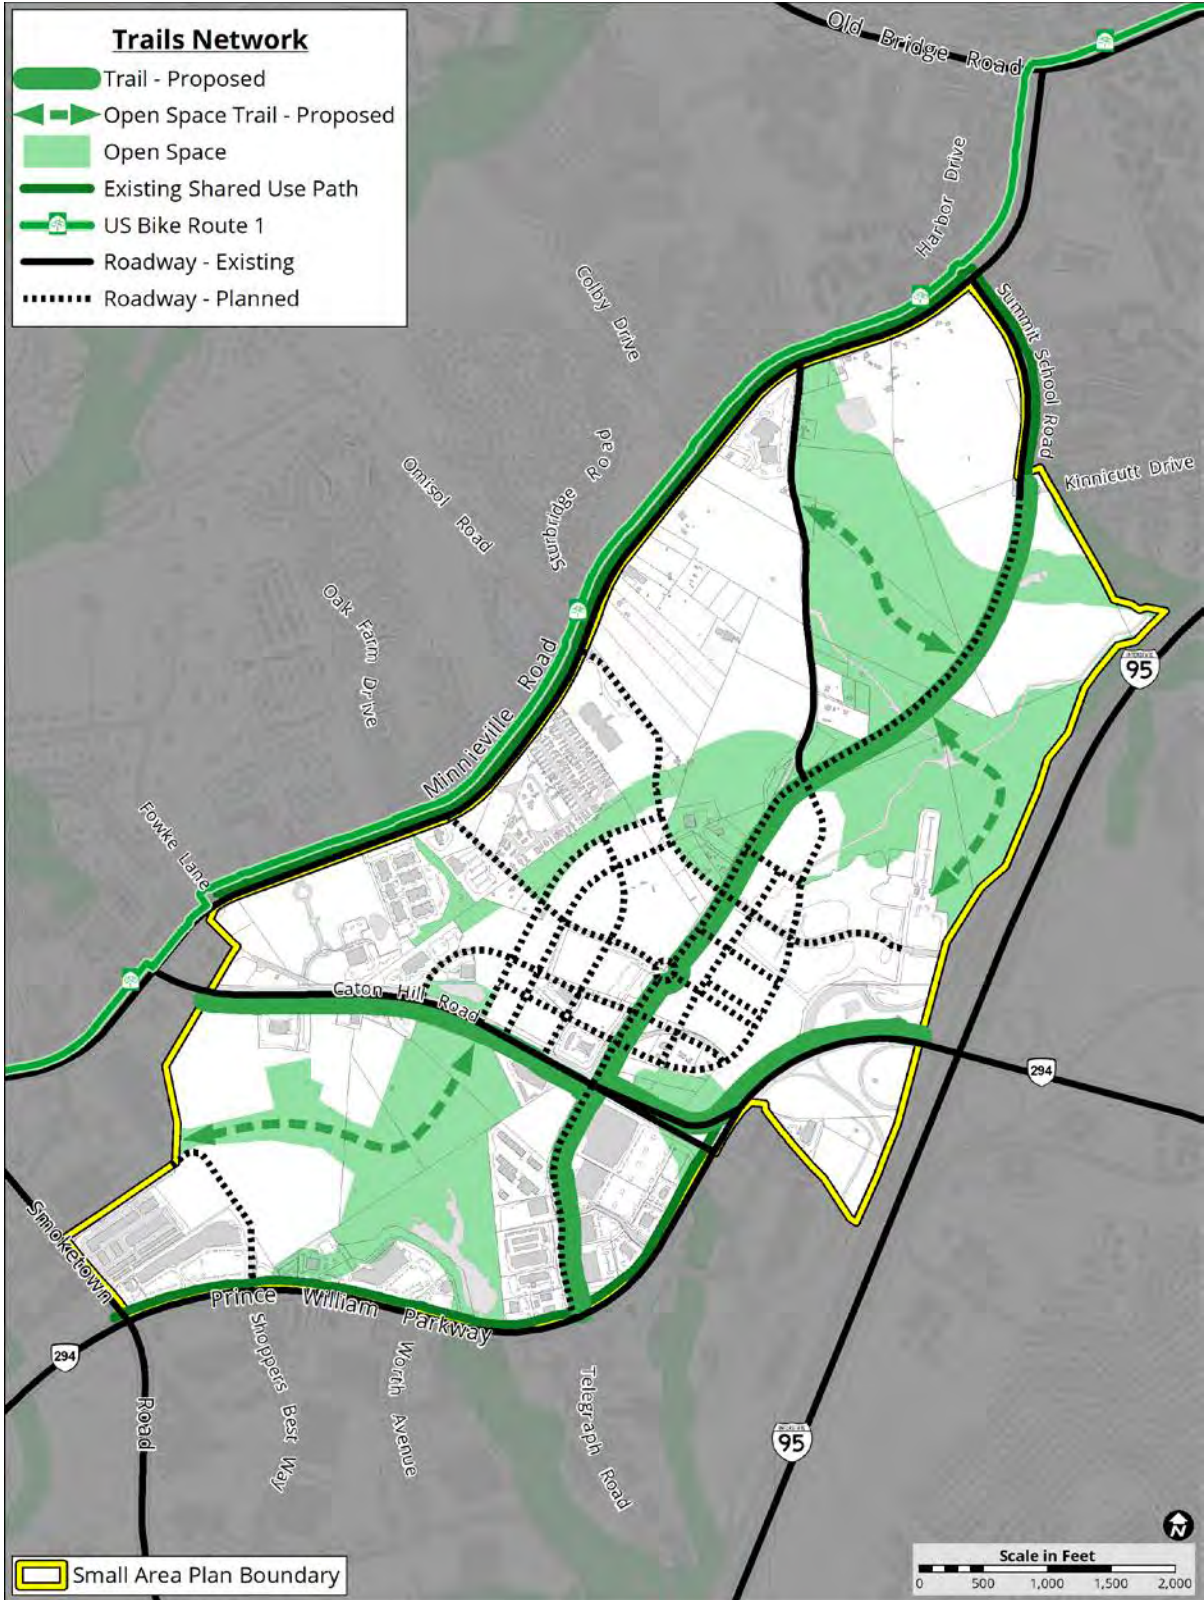 Trails Network
Trail - Proposed
Open Space Trail - Proposed
Open Space
Existing Shared Use Path
US Bike Route 1
Roadway - Existing
Roadway - Planned
Old Bridge Road
Harbor Drive
Summit School Road
Kinnicutt Drive
Colby Drive
Sturbridge Road
Omisol Road
Oak Farm Drive
Minnieville Road
Fowke Lane
Caton Hill Road
95
294
Smoketown Road
Prince William Parkway
294
Shoppers Best Way
Worth Avenue
Telegraph Road
95
N
Small Area Plan Boundary
Scale in Feet
0 500 1,000 1,500 2,000